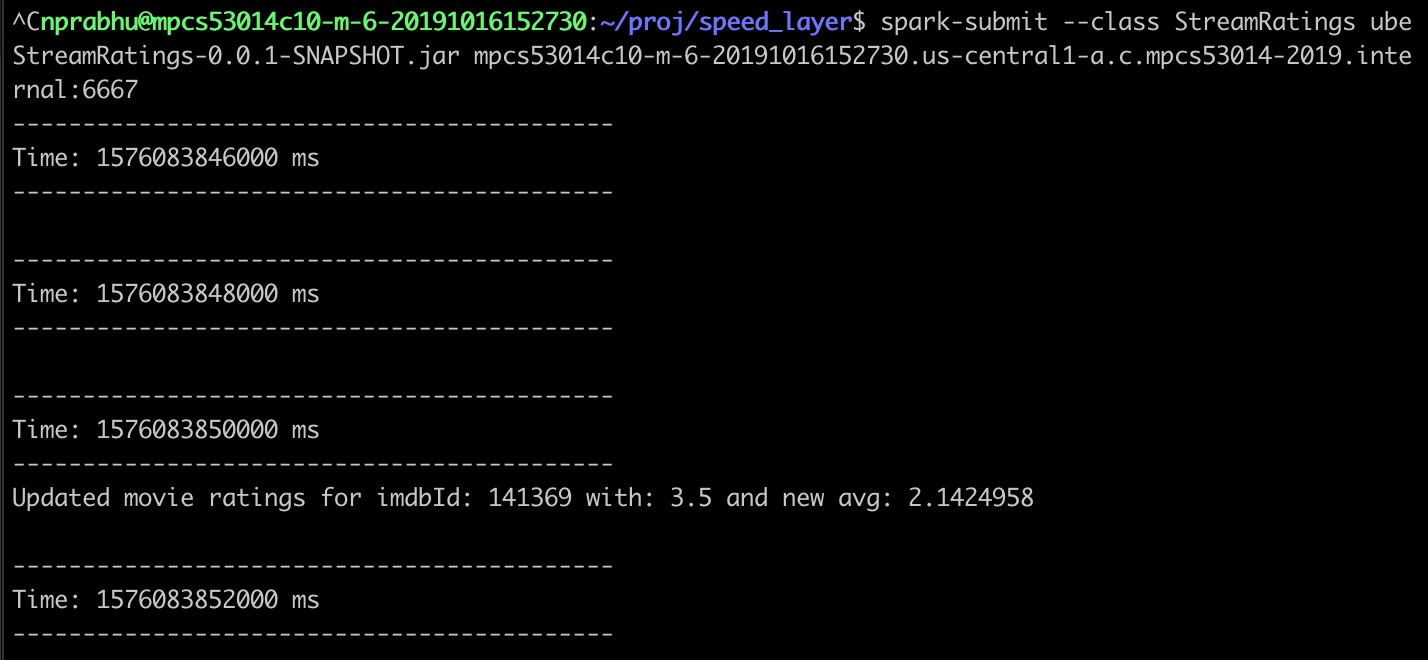 ^Cnprabhu@mpcs53014c10-m-6-20191016152730:~/proj/speed_layer$ spark-submit --class StreamRatings ube
StreamRatings-0.0.1-SNAPSHOT.jar mpcs53014c10-m-6-20191016152730.us-central1-a.c.mpcs53014-2019.inte
rnal:6667
-------------------------------------------
Time: 1576083846000 ms
-------------------------------------------
-------------------------------------------
Time: 1576083848000 ms
-------------------------------------------
-------------------------------------------
Time: 1576083850000 ms
-------------------------------------------
Updated movie ratings for imdbId: 141369 with: 3.5 and new avg: 2.1424958
-------------------------------------------
Time: 1576083852000 ms
-------------------------------------------